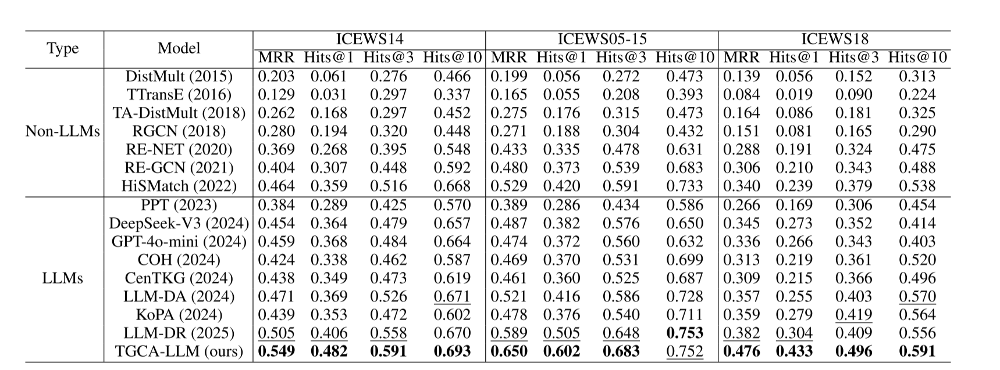 Type Model ICEWS14 ICEWS05-15 ICEWS18
MRR Hits@1 Hits@3 Hits@10 MRR Hits@1 Hits@3 Hits@10 MRR Hits@1 Hits@3 Hits@10
DistMult (2015) 0.203 0.061 0.276 0.466 0.199 0.056 0.272 0.473 0.139 0.056 0.152 0.313
TTransE (2016) 0.129 0.031 0.297 0.337 0.165 0.055 0.208 0.393 0.084 0.019 0.090 0.224
TA-DistMult (2018) 0.262 0.168 0.297 0.452 0.275 0.176 0.315 0.473 0.164 0.086 0.181 0.325
Non-LLMs RGCN (2018) 0.280 0.194 0.320 0.448 0.271 0.188 0.304 0.432 0.151 0.081 0.165 0.290
RE-NET (2020) 0.369 0.268 0.395 0.548 0.433 0.335 0.478 0.631 0.288 0.191 0.324 0.475
RE-GCN (2021) 0.404 0.307 0.448 0.592 0.480 0.373 0.539 0.683 0.306 0.210 0.343 0.488
HiSMatch (2022) 0.464 0.359 0.516 0.668 0.529 0.420 0.591 0.733 0.340 0.239 0.379 0.538
PPT (2023) 0.384 0.289 0.425 0.570 0.389 0.286 0.434 0.586 0.266 0.169 0.306 0.454
DeepSeek-V3 (2024) 0.454 0.364 0.479 0.657 0.487 0.382 0.576 0.650 0.345 0.273 0.352 0.414
GPT-4o-mini (2024) 0.459 0.368 0.484 0.664 0.474 0.372 0.560 0.632 0.336 0.266 0.343 0.403
COH (2024) 0.424 0.338 0.462 0.587 0.469 0.370 0.531 0.699 0.313 0.219 0.361 0.520
LLMs CenTKG (2024) 0.438 0.349 0.473 0.619 0.461 0.360 0.525 0.687 0.309 0.215 0.366 0.496
LLM-DA (2024) 0.471 0.369 0.526 0.671 0.521 0.416 0.586 0.728 0.357 0.255 0.403 0.570
KoPA (2024) 0.439 0.353 0.472 0.602 0.478 0.376 0.540 0.711 0.359 0.279 0.419 0.564
LLM-DR (2025) 0.505 0.406 0.558 0.670 0.589 0.505 0.648 0.753 0.382 0.304 0.409 0.556
TGCA-LLM (ours) 0.549 0.482 0.591 0.693 0.650 0.602 0.683 0.752 0.476 0.433 0.496 0.591